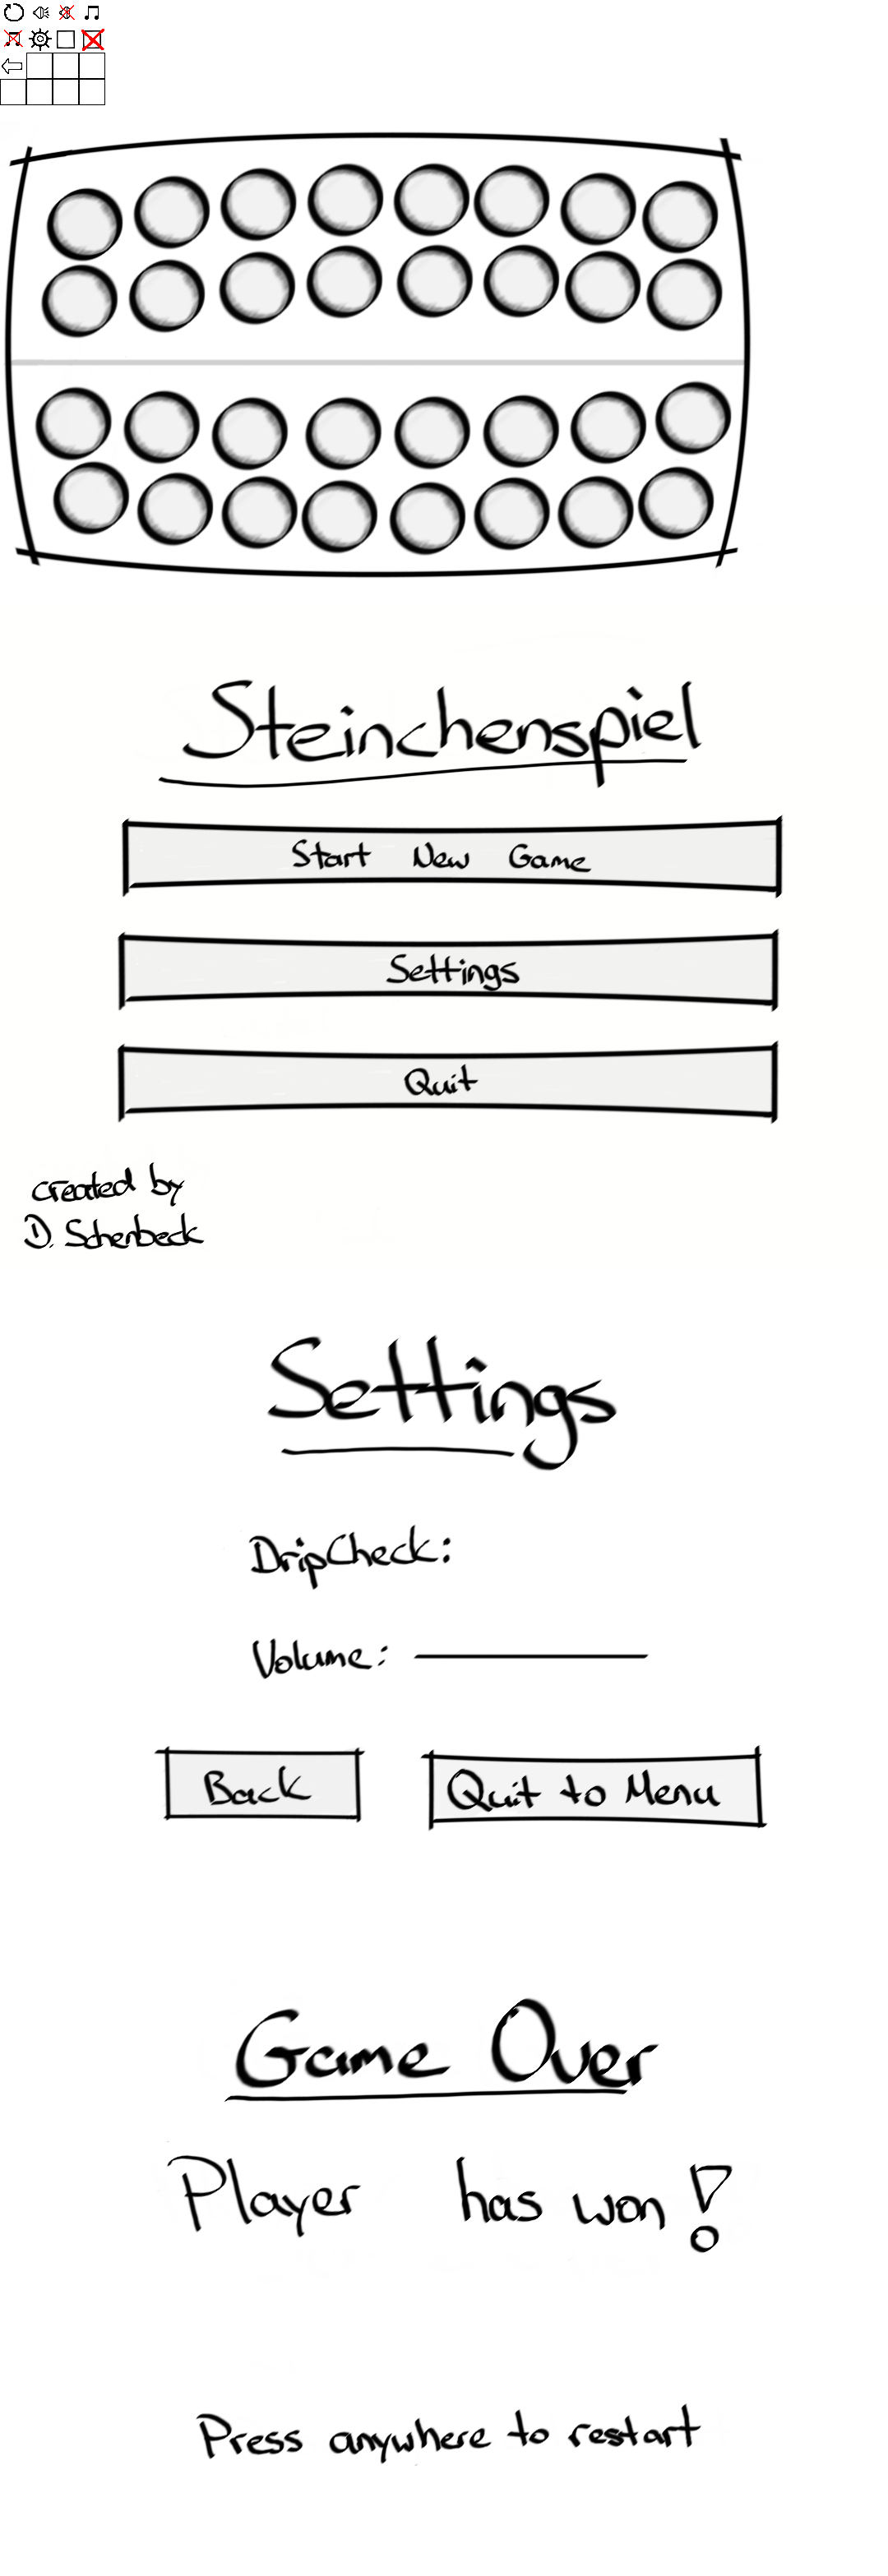 Steinchenspiel
Start New Game
Settings
Quit
created by
D. Schenbeck
Settings
DripCheck:
Volume:
Back Quit to Menu
Game Over
Player has won!
Press anywhere to restart